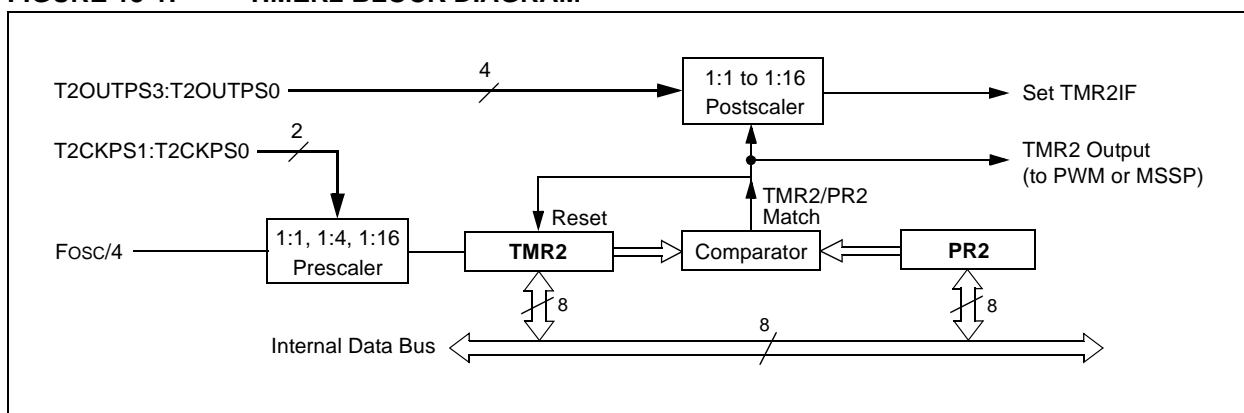 T2OUTPS3:T2OUTPS0
4
1:1 to 1:16
Postscaler
Set TMR2IF
T2CKPS1:T2CKPS0
2
TMR2 Output
(to PWM or MSSP)
TMR2/PR2
Match
Reset
FOSC/4
1:1, 1:4, 1:16
Prescaler
TMR2
Comparator
PR2
8
8
8
Internal Data Bus